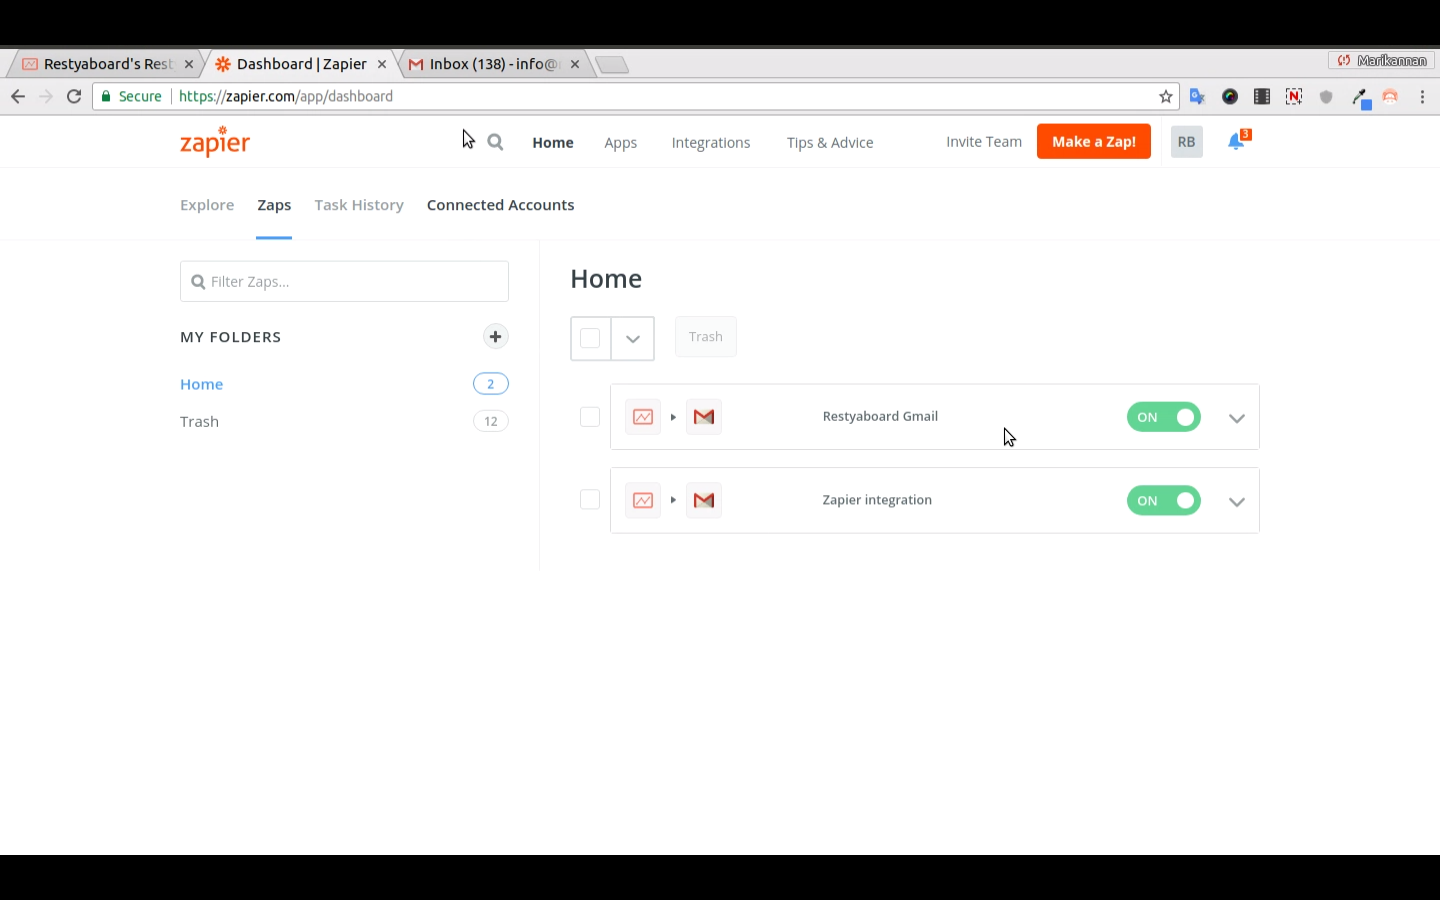 Restyaboard's Rest
Dashboard | Zapier
Inbox (138) - info@
Marikannan
Secure https://zapier.com/app/dashboard
zapier Home Apps Integrations Tips & Advice Invite Team Make a Zap! RB 3
Explore Zaps Task History Connected Accounts
Filter Zaps...
MY FOLDERS
Home 2
Trash 12
Home
Trash
Restyaboard Gmail ON
Zapier integration ON